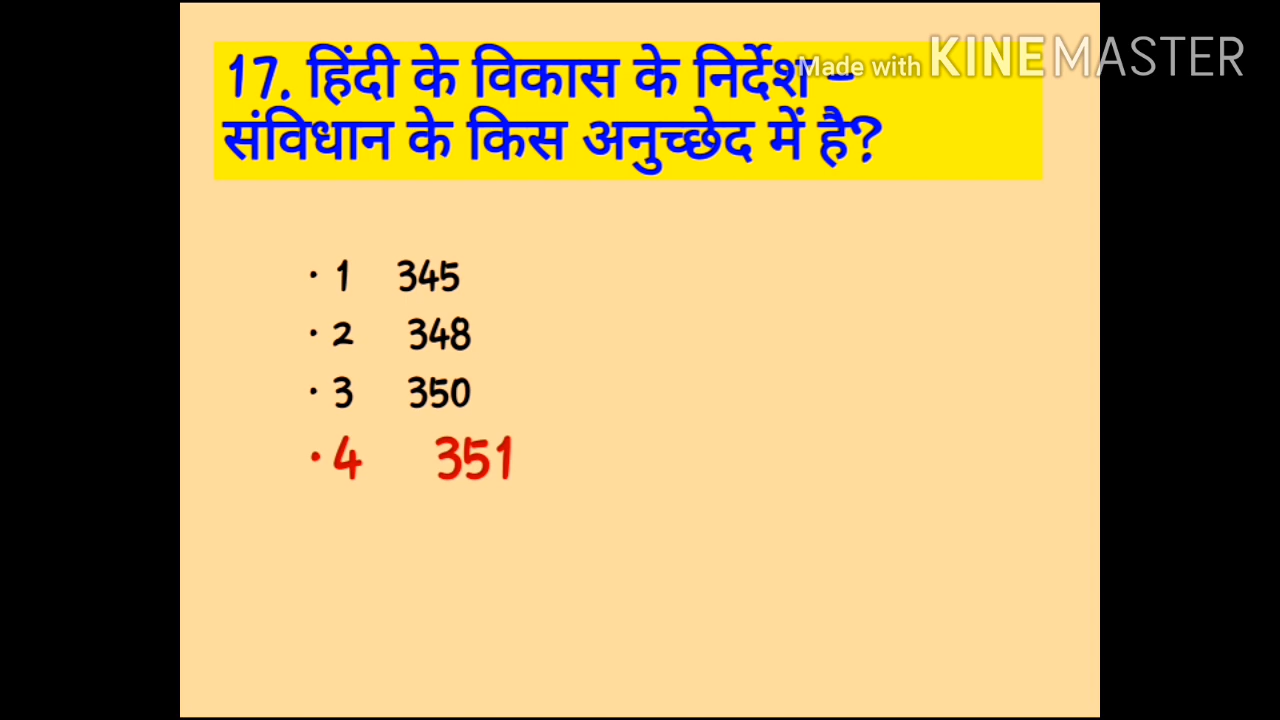 17. हिंदी के विकास के निर्देश –
Made with KINEMASTER
संविधान के किस अनुच्छेद में है?
• 1 345
• 2 348
• 3 350
• 4 351